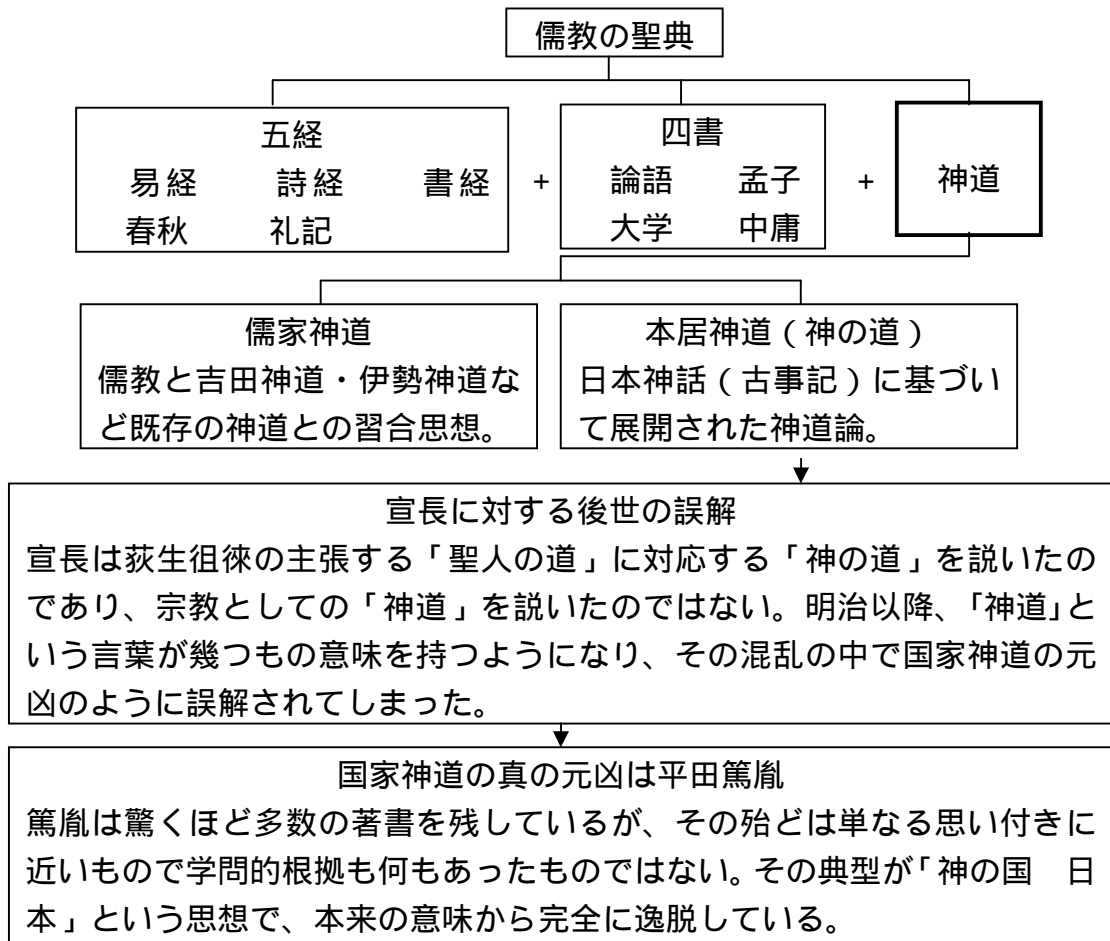 儒教の聖典
五経
易経　詩経　書経
春秋　礼記
+
四書
論語　孟子
大学　中庸
+
神道
儒家神道
儒教と吉田神道・伊勢神道な
ど既存の神道との習合思想。
本居神道（神の道）
日本神話（古事記）に基づい
て展開された神道論。
宣長に対する後世の誤解
宣長は荻生徂徠の主張する「聖人の道」に対応する「神の道」を説いたの
であり、宗教としての「神道」を説いたのではない。明治以降、「神道」と
いう言葉が幾つもの意味を持つようになり、その混乱の中で国家神道の元
凶のように誤解されてしまった。
国家神道の真の元凶は平田篤胤
篤胤は驚くほど多数の著書を残しているが、その殆どは単なる思い付きに
近いもので学問的根拠も何もあったものではない。その典型が「神の国　日
本」という思想で、本来の意味から完全に逸脱している。